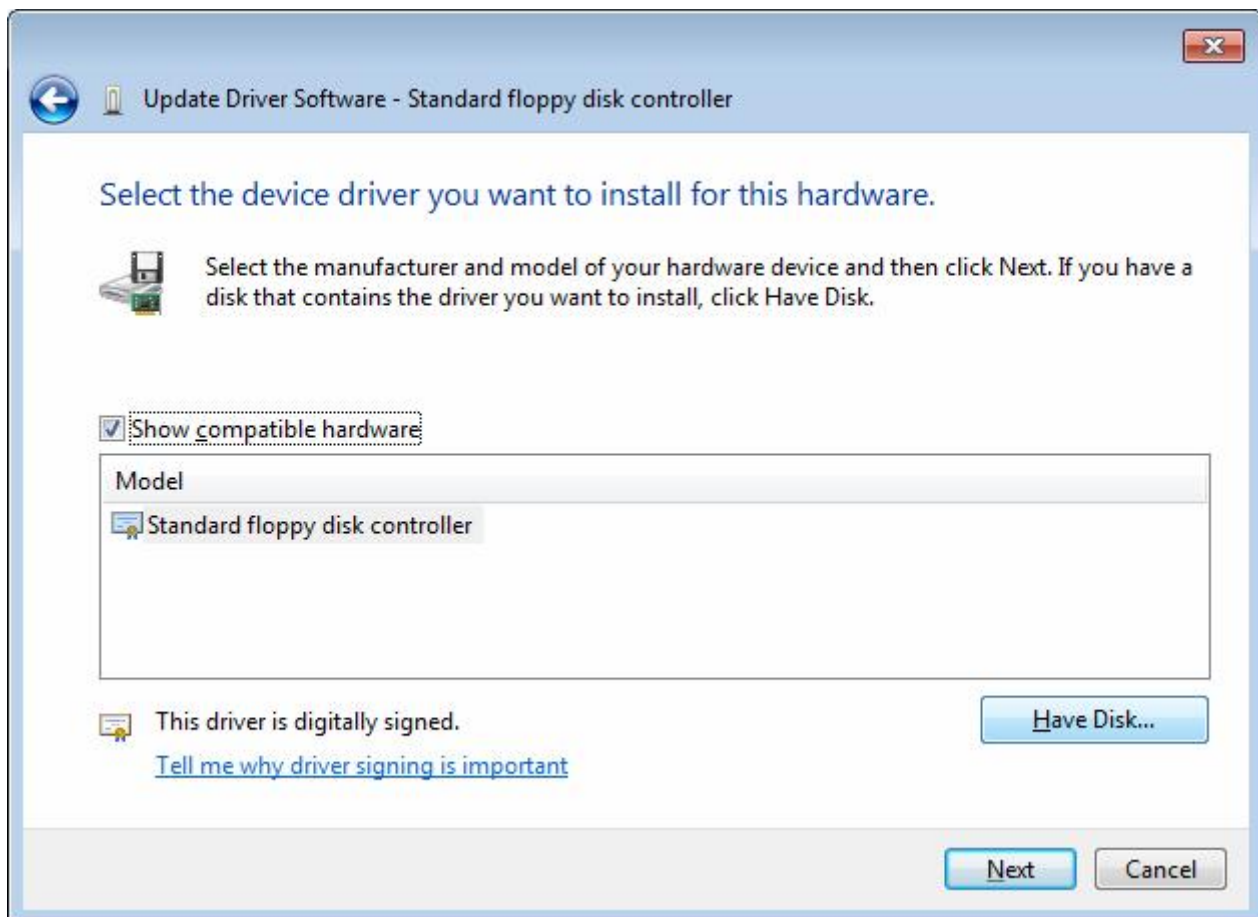 Update Driver Software - Standard floppy disk controller
Select the device driver you want to install for this hardware.
Select the manufacturer and model of your hardware device and then click Next. If you have a
disk that contains the driver you want to install, click Have Disk.
Show compatible hardware
Model
Standard floppy disk controller
This driver is digitally signed.
Have Disk...
Tell me why driver signing is important
Next
Cancel